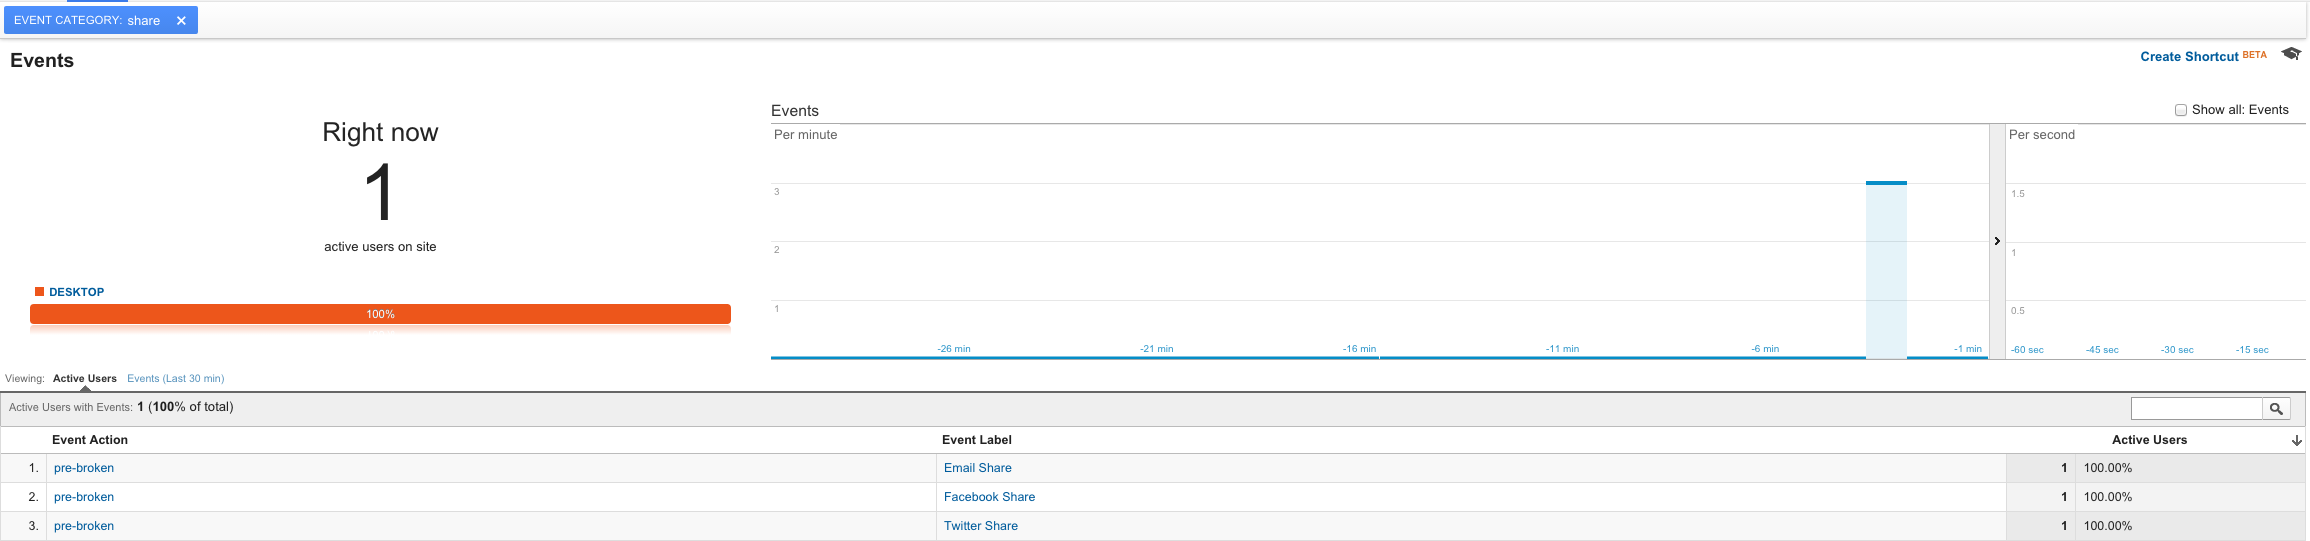 EVENT CATEGORY: share ×
Events
Create Shortcut BETA
Right now
1
active users on site
DESKTOP
100%
Events
Show all: Events
Per minute
3
2
1
-26 min -21 min -16 min -11 min -6 min -1 min
Per second
1.5
1
0.5
-60 sec -45 sec -30 sec -15 sec
Viewing: Active Users Events (Last 30 min)
Active Users with Events: 1 (100% of total)
Event Action Event Label Active Users
1. pre-broken Email Share 1 100.00%
2. pre-broken Facebook Share 1 100.00%
3. pre-broken Twitter Share 1 100.00%